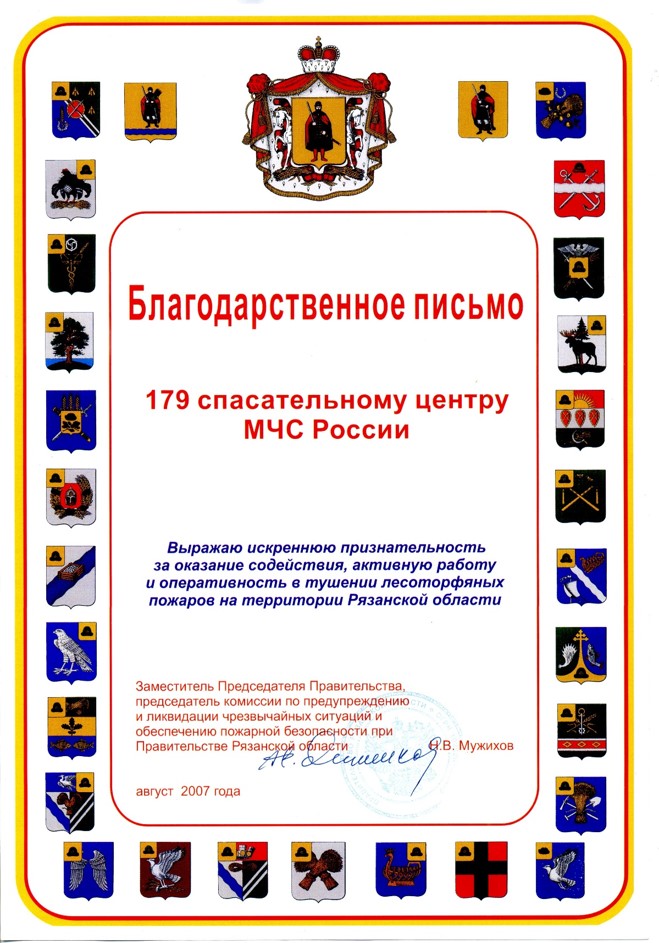 Благодарственное письмо
179 спасательному центру
МЧС России
Выражаю искреннюю признательность
за оказание содействия, активную работу
и оперативность в тушении лесоторфяных
пожаров на территории Рязанской области
Заместитель Председателя Правительства,
председатель комиссии по предупреждению
и ликвидации чрезвычайных ситуаций и
обеспечению пожарной безопасности при
Правительстве Рязанской области Н.В. Мужихов
август 2007 года